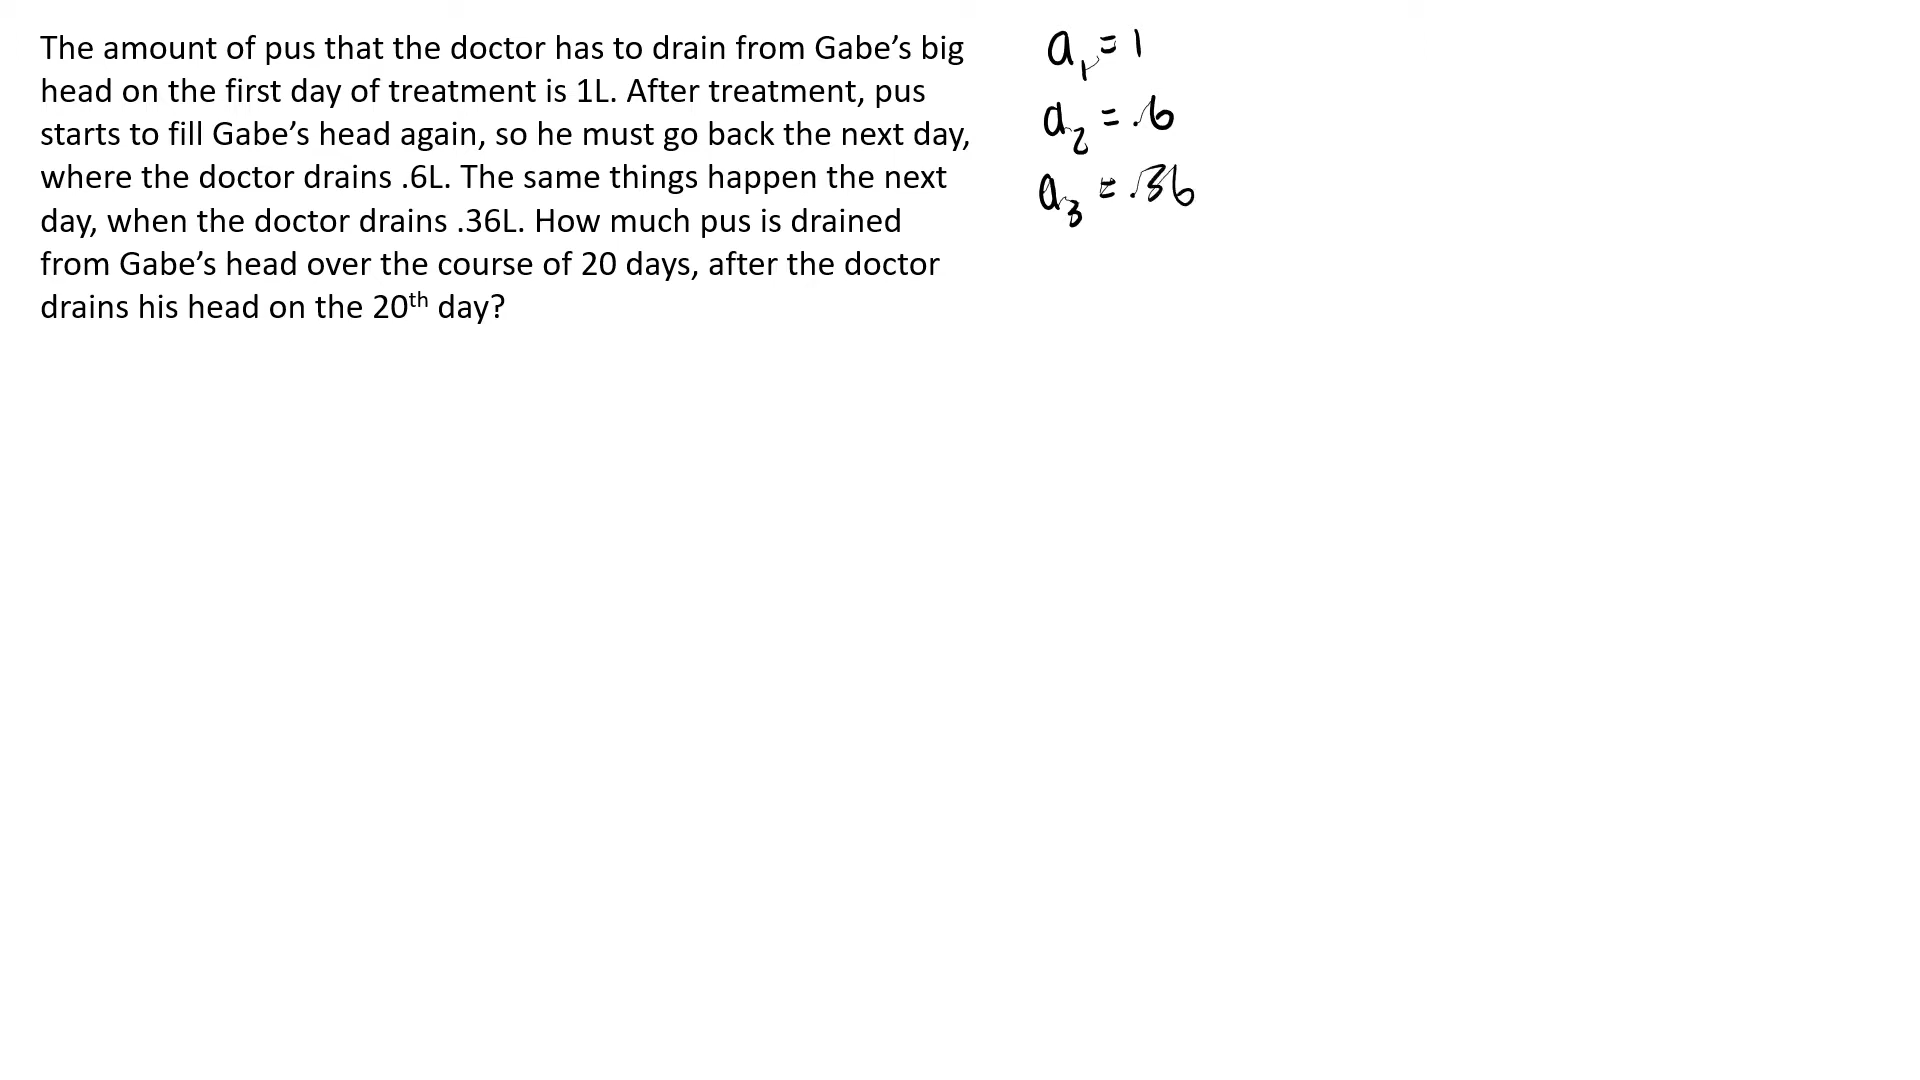 The amount of pus that the doctor has to drain from Gabe’s big
head on the first day of treatment is 1L. After treatment, pus
starts to fill Gabe’s head again, so he must go back the next day,
where the doctor drains .6L. The same things happen the next
day, when the doctor drains .36L. How much pus is drained
from Gabe’s head over the course of 20 days, after the doctor
drains his head on the 20th day?
a₁ = 1
a₂ = .6
a₃ = .36